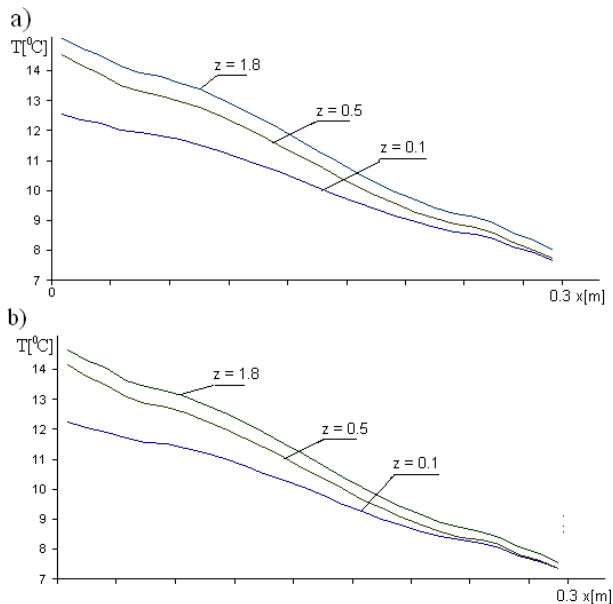 a)
T[⁰C]
14
13
12
11
10
9
8
7
z = 1.8
z = 0.5
z = 0.1
0
0.3 x[m]
b)
T[⁰C]
14
13
12
11
10
9
8
7
z = 1.8
z = 0.5
z = 0.1
0.3 x[m]